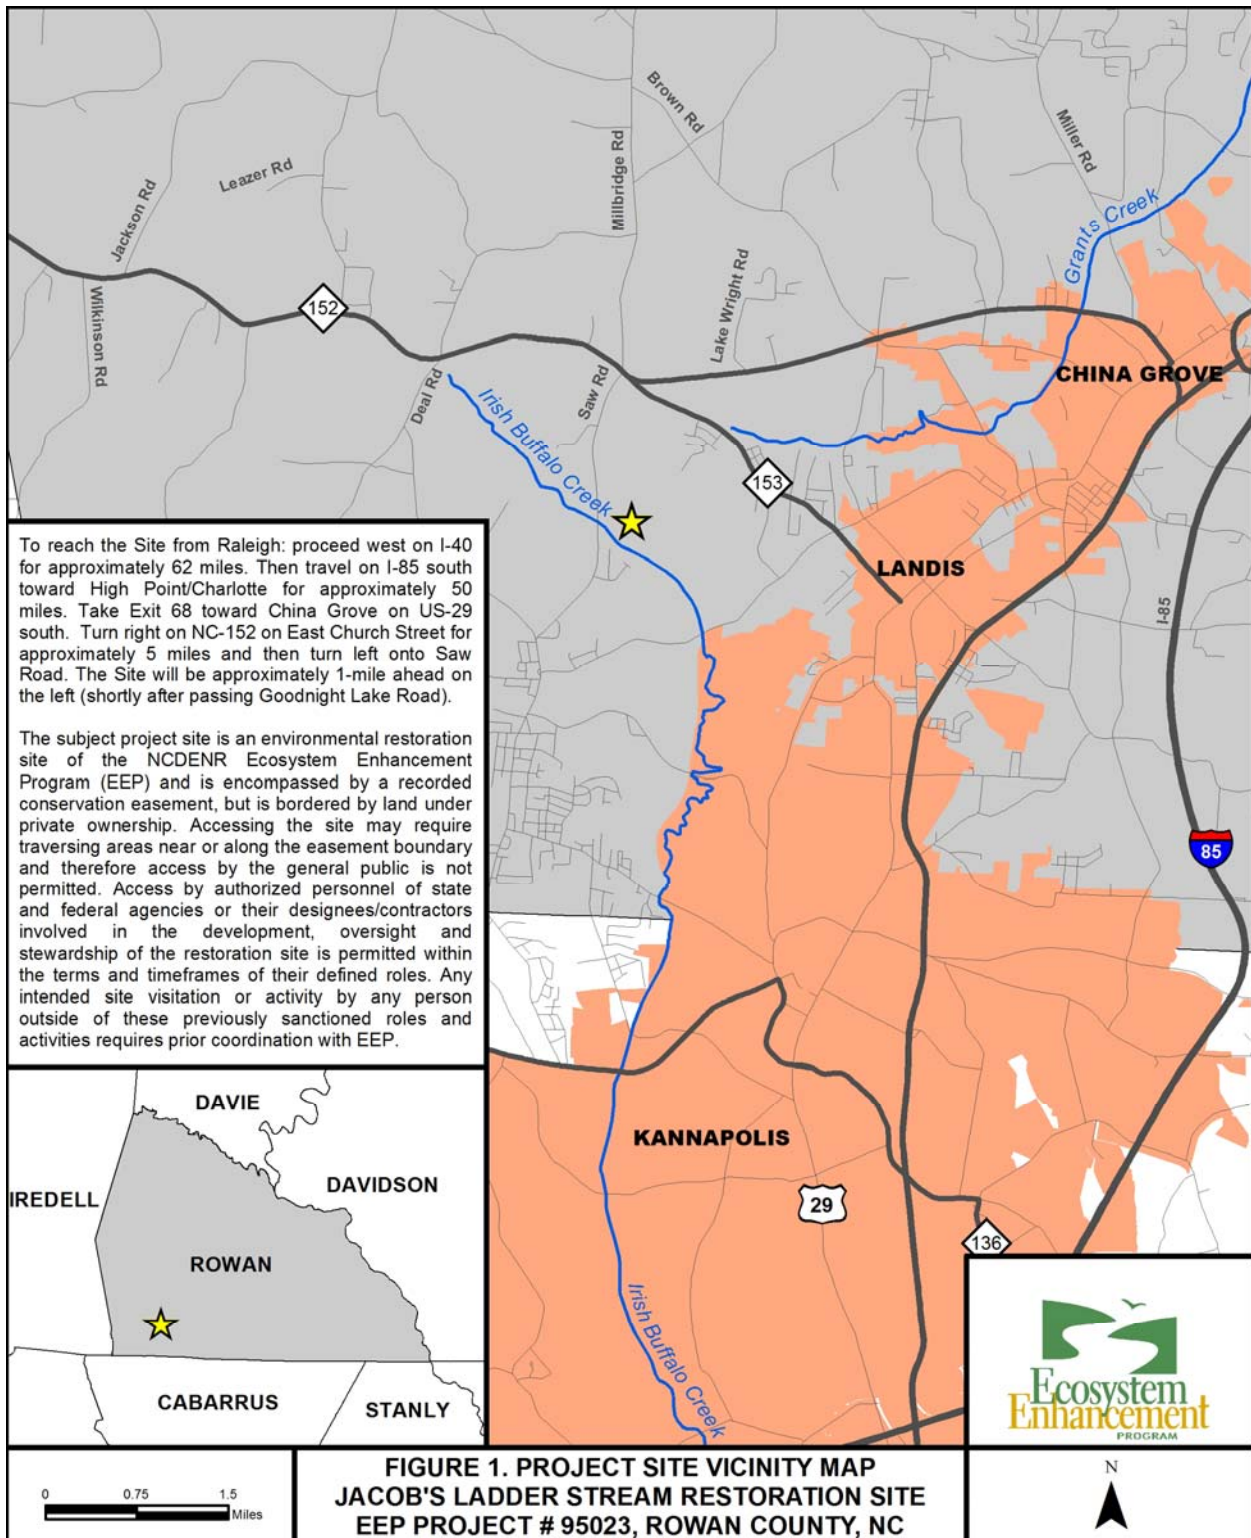 Brown Rd
Miller Rd
Millbridge Rd
Leazer Rd
Jackson Rd
Grants Creek
Wilkinson Rd
152
Lake Wright Rd
Deal Rd
Saw Rd
CHINA GROVE
Irish Buffalo Creek
153
LANDIS
I-85
85
To reach the Site from Raleigh: proceed west on I-40
for approximately 62 miles. Then travel on I-85 south
toward High Point/Charlotte for approximately 50
miles. Take Exit 68 toward China Grove on US-29
south. Turn right on NC-152 on East Church Street for
approximately 5 miles and then turn left onto Saw
Road. The Site will be approximately 1-mile ahead on
the left (shortly after passing Goodnight Lake Road).
The subject project site is an environmental restoration
site of the NCDENR Ecosystem Enhancement
Program (EEP) and is encompassed by a recorded
conservation easement, but is bordered by land under
private ownership. Accessing the site may require
traversing areas near or along the easement boundary
and therefore access by the general public is not
permitted. Access by authorized personnel of state
and federal agencies or their designees/contractors
involved in the development, oversight and
stewardship of the restoration site is permitted within
the terms and timeframes of their defined roles. Any
intended site visitation or activity by any person
outside of these previously sanctioned roles and
activities requires prior coordination with EEP.
KANNAPOLIS
29
136
Irish Buffalo Creek
DAVIE
DAVIDSON
IREDELL
ROWAN
CABARRUS
STANLY
Ecosystem
Enhancement
PROGRAM
0 0.75 1.5
Miles
FIGURE 1. PROJECT SITE VICINITY MAP
JACOB'S LADDER STREAM RESTORATION SITE
EEP PROJECT # 95023, ROWAN COUNTY, NC
N